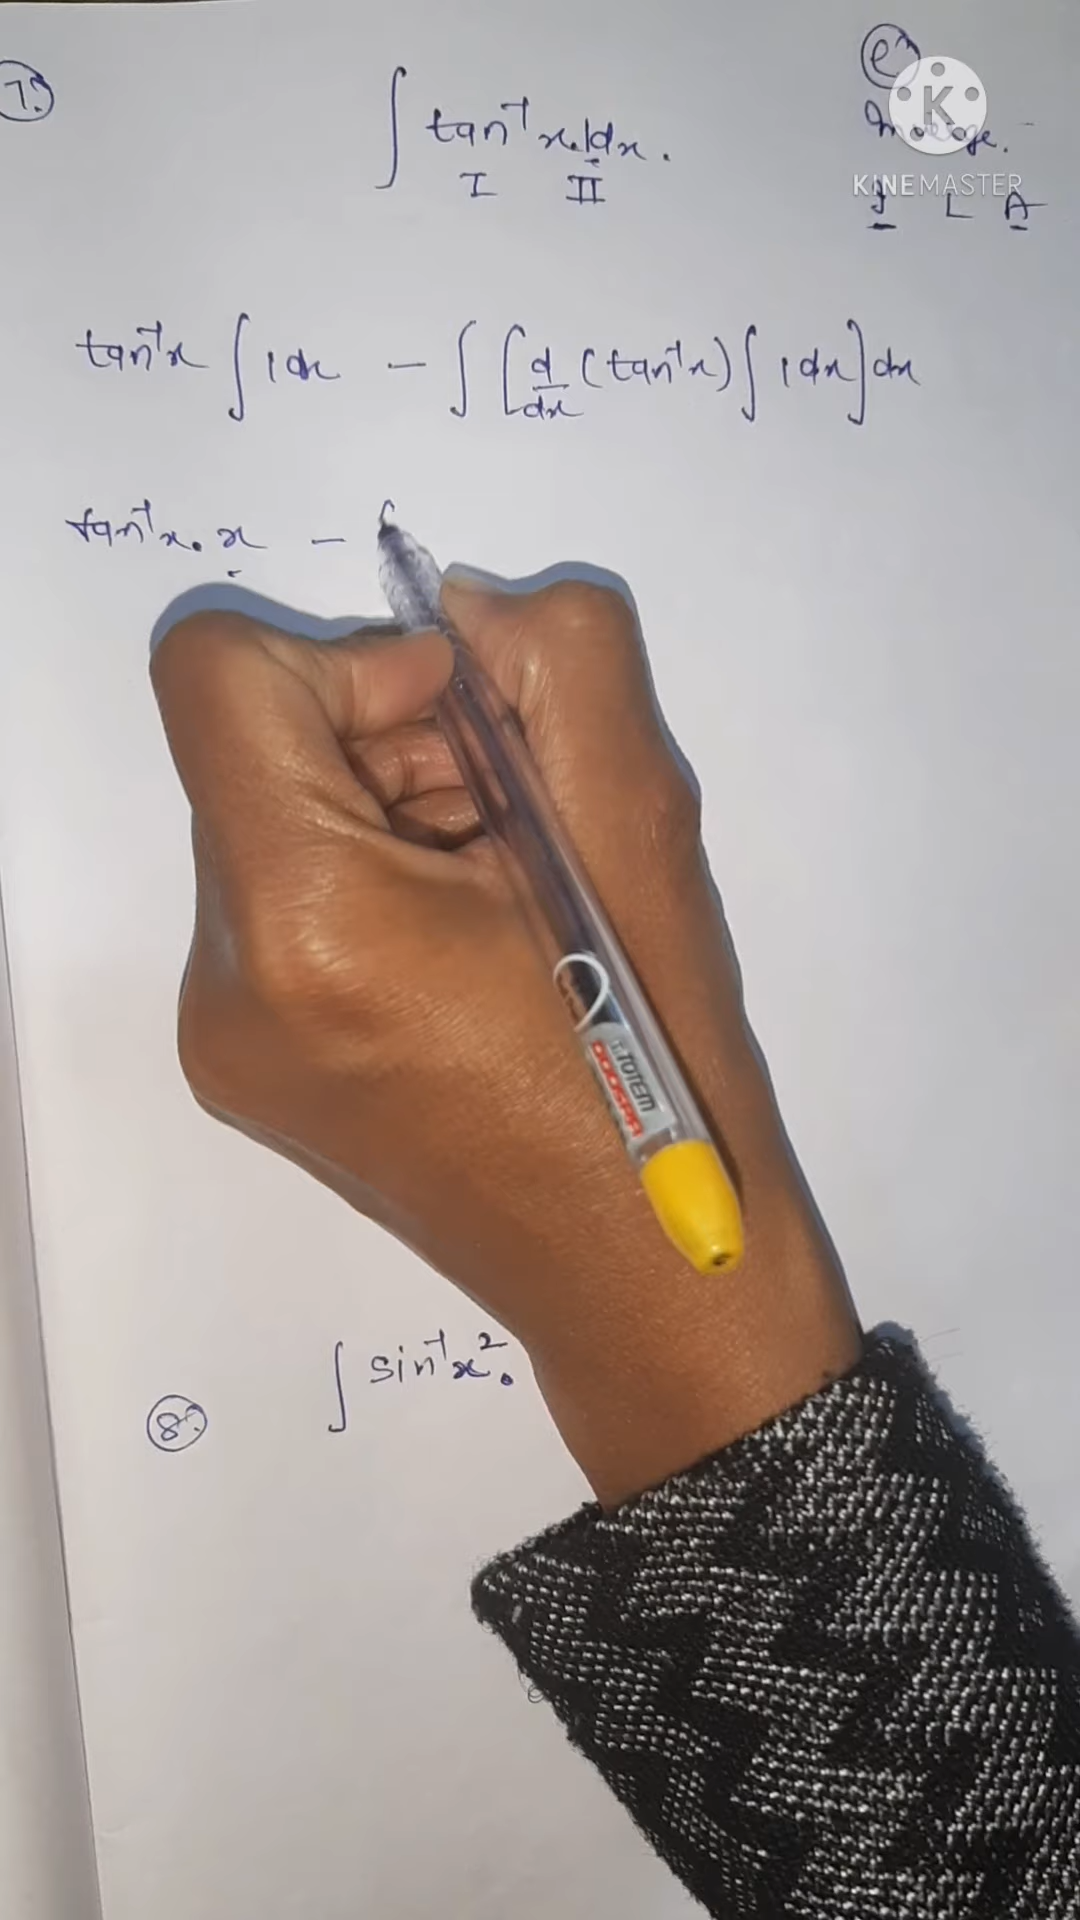 7.
∫ tan⁻¹x.1dx.
I II
e^x
K
KINEMASTER
I L A
tan⁻¹x ∫1dx − ∫[d/dx (tan⁻¹x) ∫1dx]dx
tan⁻¹x. x −
TOTEM
8.
∫ sin⁻¹x².